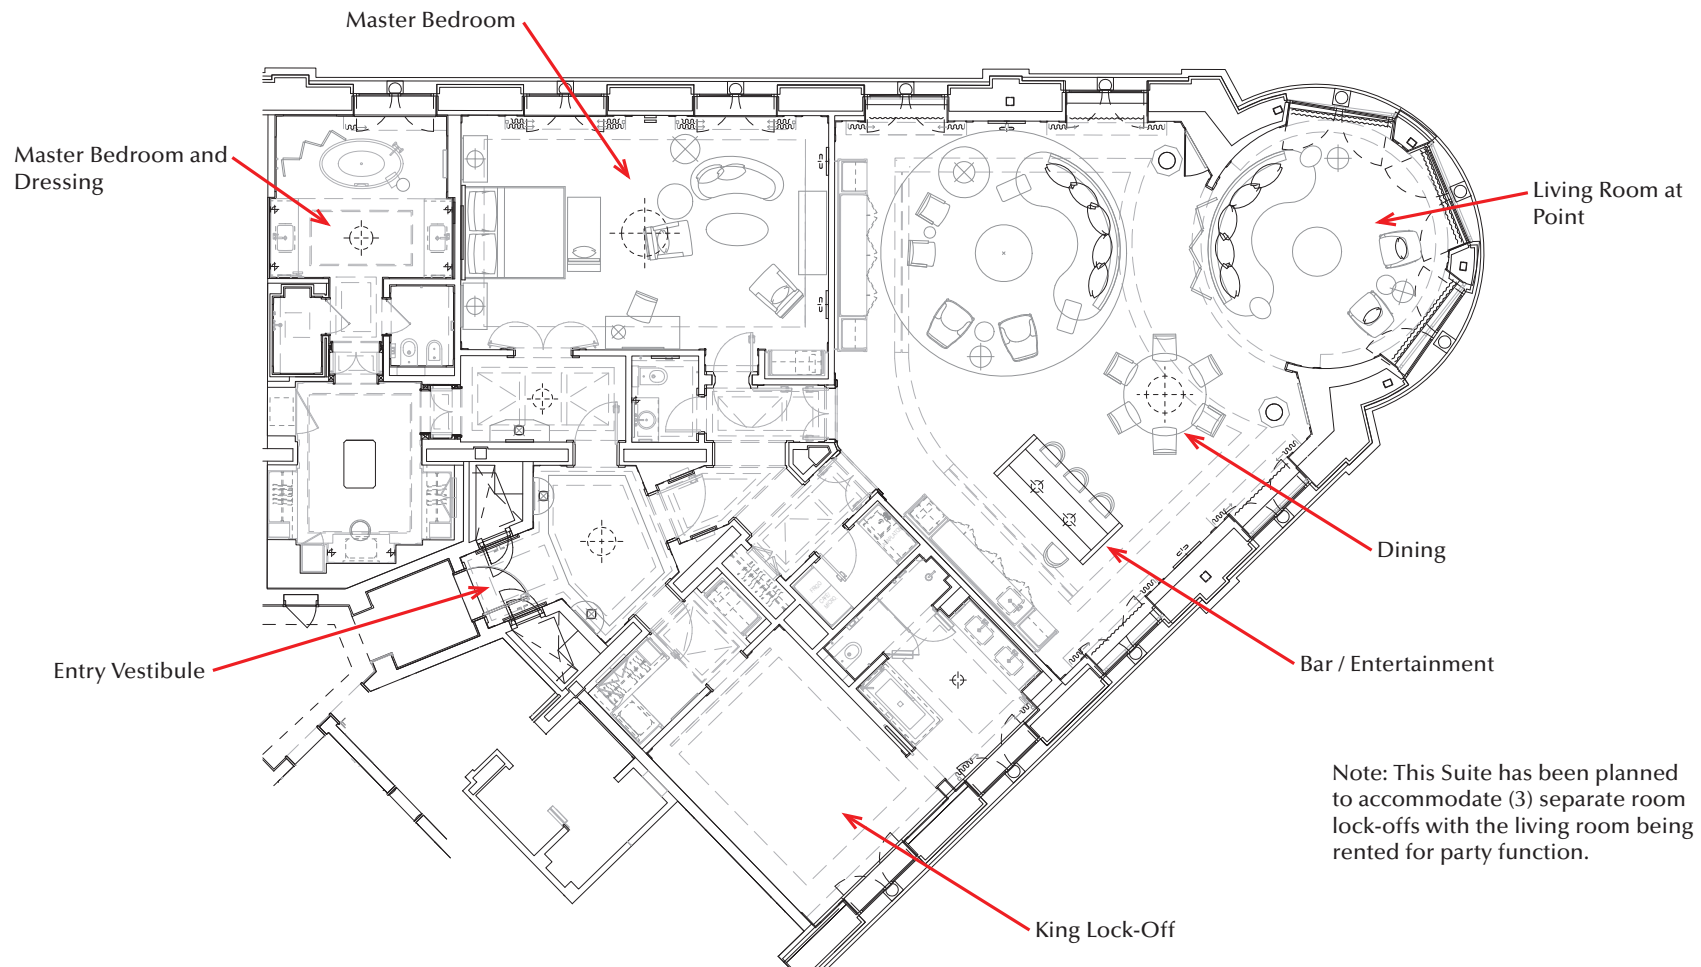 Master Bedroom
Master Bedroom and
Dressing
Living Room at
Point
Dining
Entry Vestibule
Bar / Entertainment
Note: This Suite has been planned
to accommodate (3) separate room
lock-offs with the living room being
rented for party function.
King Lock-Off